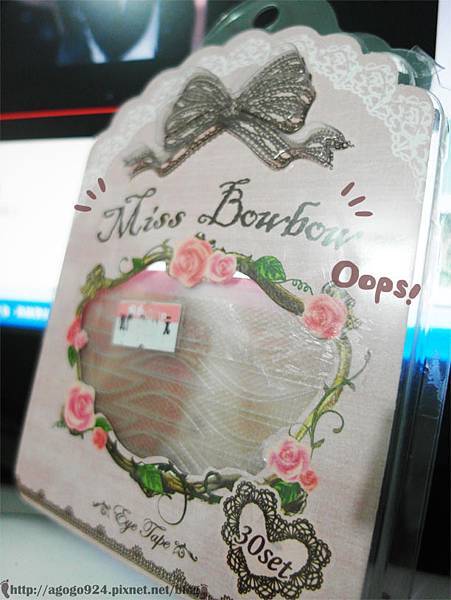 Miss Bowbow
Oops!
Eye Tape
30set
http://agogo924.pixnet.net/blog